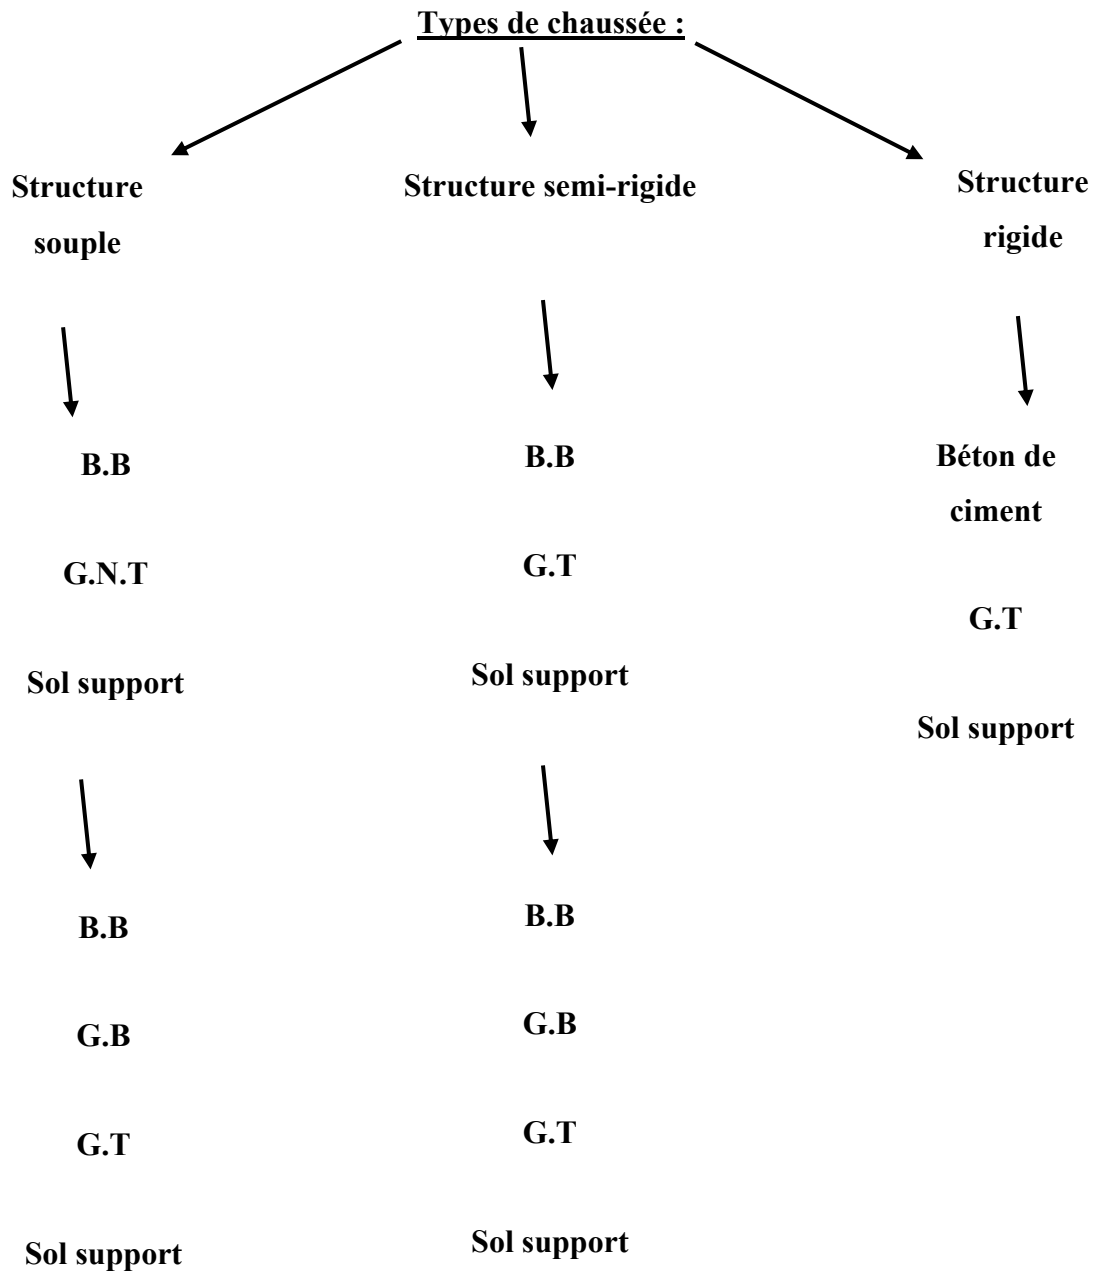 Types de chaussée :
Structure
souple
Structure semi-rigide
Structure
rigide
B.B
G.N.T
Sol support
B.B
G.T
Sol support
Béton de
ciment
G.T
Sol support
B.B
G.B
G.T
Sol support
B.B
G.B
G.T
Sol support